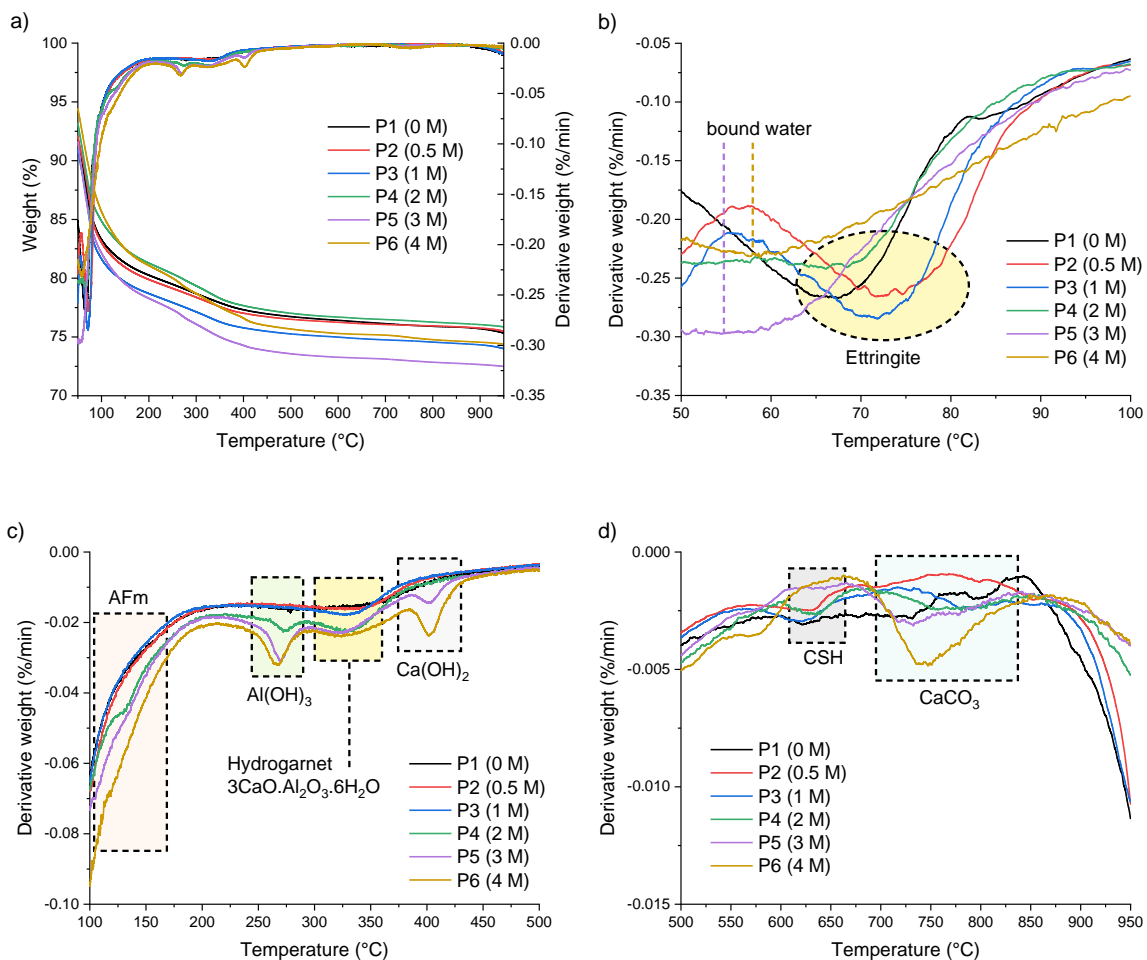 a)
Weight (%)
100
95
90
85
80
75
70
0.00
-0.05
-0.10
-0.15
-0.20
-0.25
-0.30
-0.35
Derivative weight (%/min)
P1 (0 M)
P2 (0.5 M)
P3 (1 M)
P4 (2 M)
P5 (3 M)
P6 (4 M)
100 200 300 400 500 600 700 800 900
Temperature (°C)
b)
Derivative weight (%/min)
-0.05
-0.10
-0.15
-0.20
-0.25
-0.30
-0.35
bound water
Ettringite
P1 (0 M)
P2 (0.5 M)
P3 (1 M)
P4 (2 M)
P5 (3 M)
P6 (4 M)
50 60 70 80 90 100
Temperature (°C)
c)
Derivative weight (%/min)
0.00
-0.02
-0.04
-0.06
-0.08
-0.10
AFm
Al(OH)₃
Ca(OH)₂
Hydrogarnet
3CaO.Al₂O₃.6H₂O
P1 (0 M)
P2 (0.5 M)
P3 (1 M)
P4 (2 M)
P5 (3 M)
P6 (4 M)
100 150 200 250 300 350 400 450 500
Temperature (°C)
d)
Derivative weight (%/min)
0.000
-0.005
-0.010
-0.015
CSH
CaCO₃
P1 (0 M)
P2 (0.5 M)
P3 (1 M)
P4 (2 M)
P5 (3 M)
P6 (4 M)
500 550 600 650 700 750 800 850 900 950
Temperature (°C)